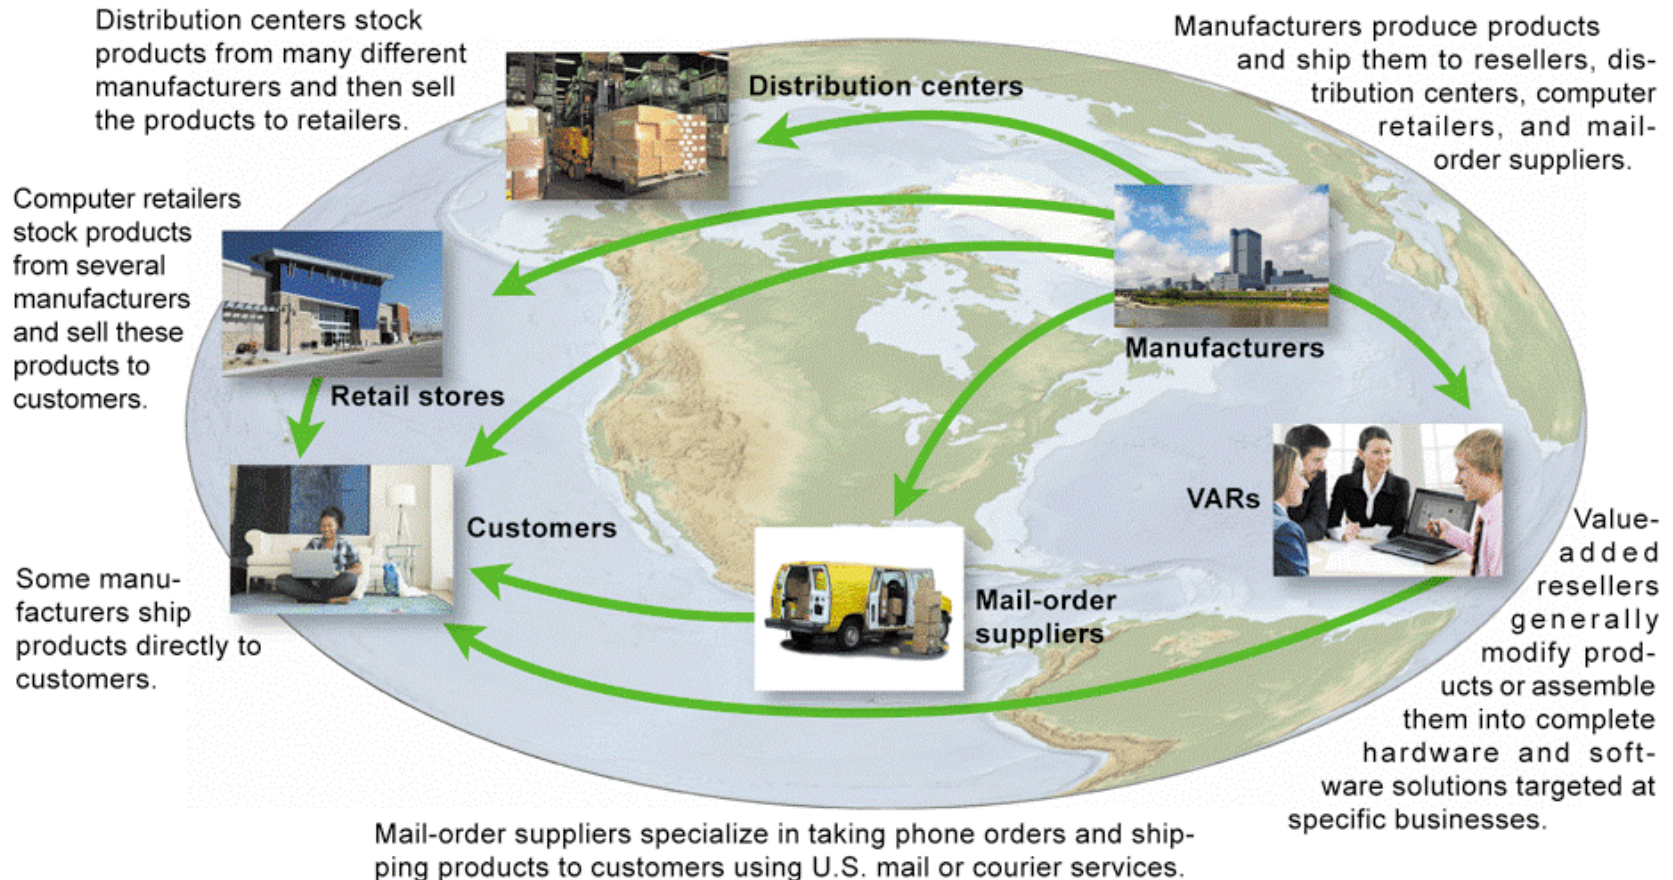 Distribution centers stock
products from many different
manufacturers and then sell
the products to retailers.
Distribution centers
Manufacturers produce products
and ship them to resellers, dis-
tribution centers, computer
retailers, and mail-
order suppliers.
Computer retailers
stock products
from several
manufacturers
and sell these
products to
customers.
Retail stores
Manufacturers
Customers
VARs
Some manu-
facturers ship
products directly to
customers.
Mail-order
suppliers
Value-
added
resellers
generally
modify prod-
ucts or assemble
them into complete
hardware and soft-
ware solutions targeted at
specific businesses.
Mail-order suppliers specialize in taking phone orders and ship-
ping products to customers using U.S. mail or courier services.